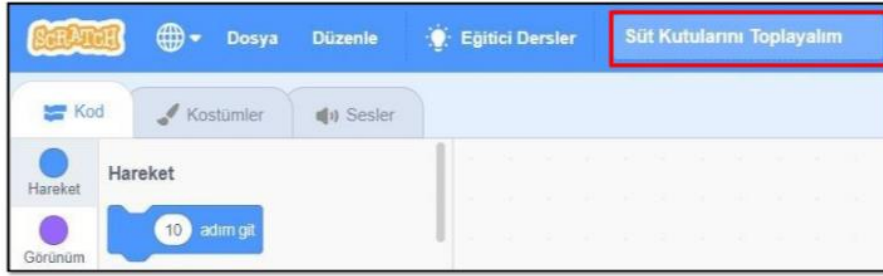 SCRATCH Dosya Düzenle Eğitici Dersler Süt Kutularını Toplayalım
Kod Kostümler Sesler
Hareket
Hareket
10 adım git
Görünüm